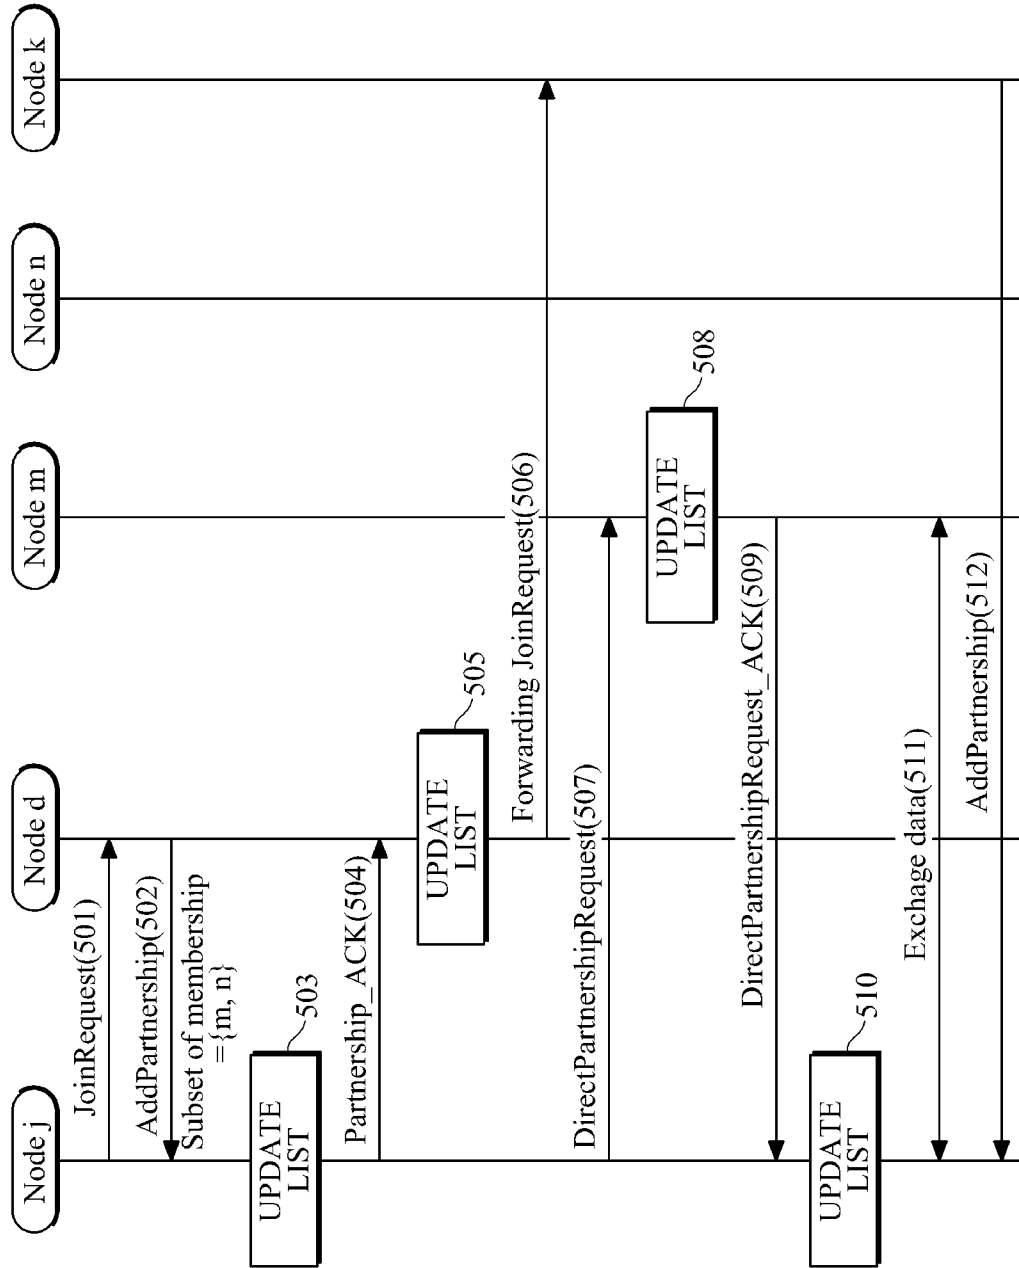 Node j
Node d
Node m
Node n
Node k
JoinRequest(501)
AddPartnership(502)
Subset of membership
={m, n}
UPDATE
LIST
503
Partnership_ACK(504)
UPDATE
LIST
505
Forwarding JoinRequest(506)
DirectPartnershipRequest(507)
UPDATE
LIST
508
DirectPartnershipRequest_ACK(509)
UPDATE
LIST
510
Exchage data(511)
AddPartnership(512)